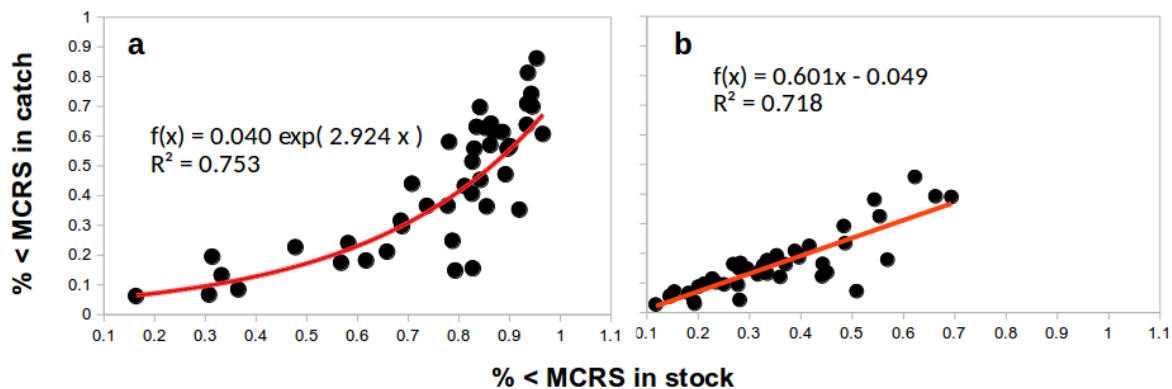 % < MCRS in catch
1
0.9
0.8
0.7
0.6
0.5
0.4
0.3
0.2
0.1
0
a
f(x) = 0.040 exp( 2.924 x )
R² = 0.753
0.1 0.2 0.3 0.4 0.5 0.6 0.7 0.8 0.9 1 1.1
b
f(x) = 0.601x - 0.049
R² = 0.718
0.1 0.2 0.3 0.4 0.5 0.6 0.7 0.8 0.9 1 1.1
% < MCRS in stock